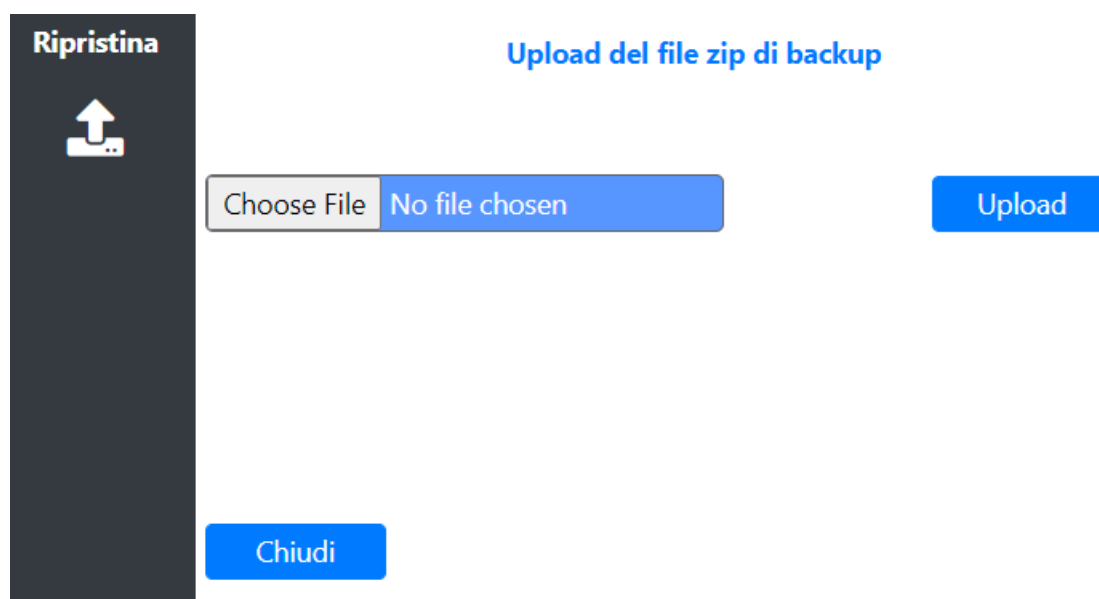 Ripristina
Upload del file zip di backup
Choose File No file chosen
Upload
Chiudi